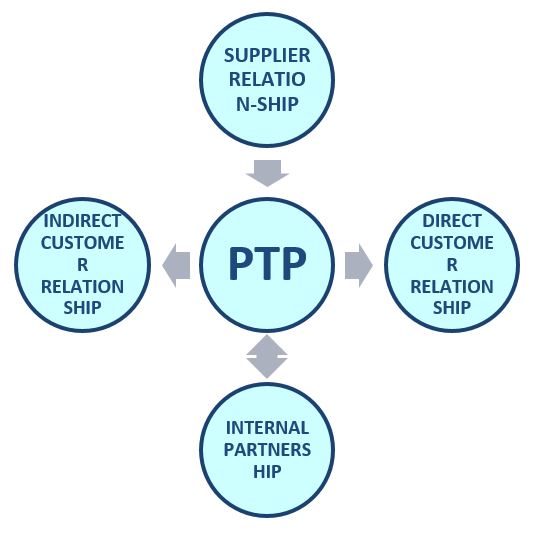 SUPPLIER
RELATIO
N-SHIP
INDIRECT
CUSTOME
R
RELATION
SHIP
PTP
DIRECT
CUSTOME
R
RELATION
SHIP
INTERNAL
PARTNERS
HIP